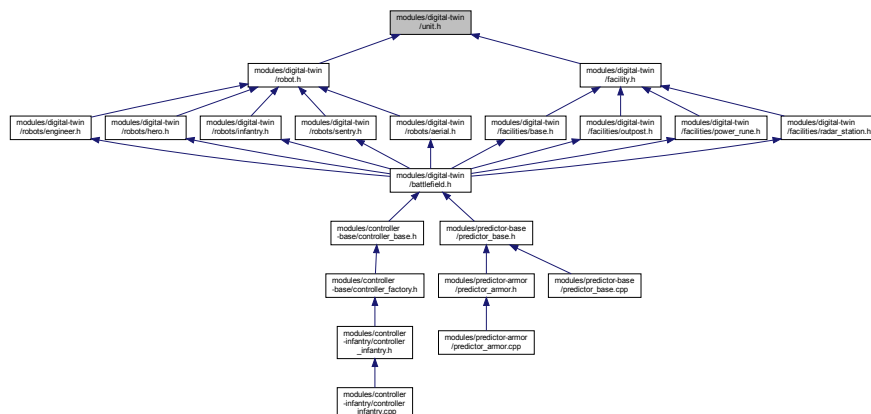 modules/digital-twin
/unit.h
modules/digital-twin
/robot.h
modules/digital-twin
/facility.h
modules/digital-twin
/robots/engineer.h
modules/digital-twin
/robots/hero.h
modules/digital-twin
/robots/infantry.h
modules/digital-twin
/robots/sentry.h
modules/digital-twin
/robots/aerial.h
modules/digital-twin
/facilities/base.h
modules/digital-twin
/facilities/outpost.h
modules/digital-twin
/facilities/power_rune.h
modules/digital-twin
/facilities/radar_station.h
modules/digital-twin
/battlefield.h
modules/controller
-base/controller_base.h
modules/predictor-base
/predictor_base.h
modules/controller
-base/controller_factory.h
modules/predictor-armor
/predictor_armor.h
modules/predictor-base
/predictor_base.cpp
modules/controller
-infantry/controller
_infantry.h
modules/predictor-armor
/predictor_armor.cpp
modules/controller
-infantry/controller
_infantry.cpp